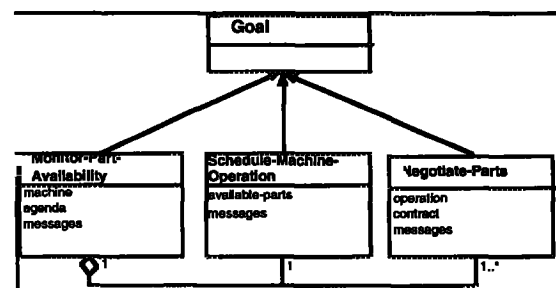 Goal
Monitor-Part-
Availability
machine
agenda
messages
Schedule-Machine-
Operation
available-parts
messages
Negotiate-Parts
operation
contract
messages
1
1
1..*